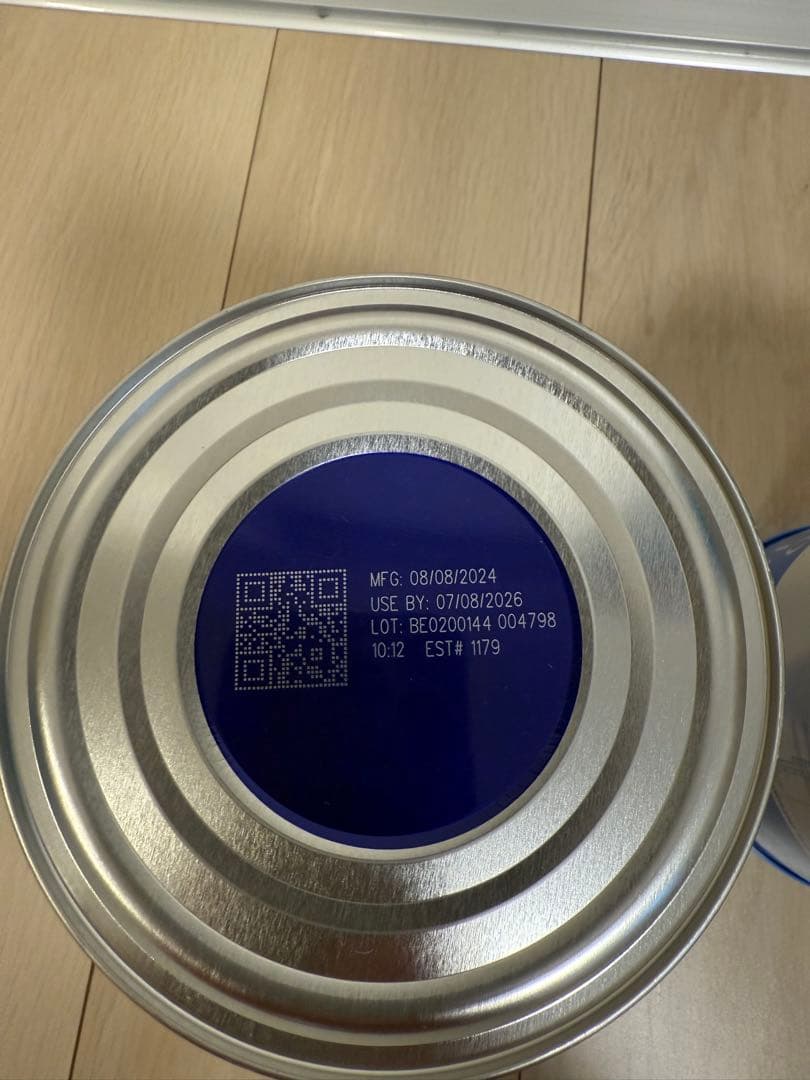 MFG: 08/08/2024
USE BY: 07/08/2026
LOT: BE0200144 004798
10:12 EST# 1179